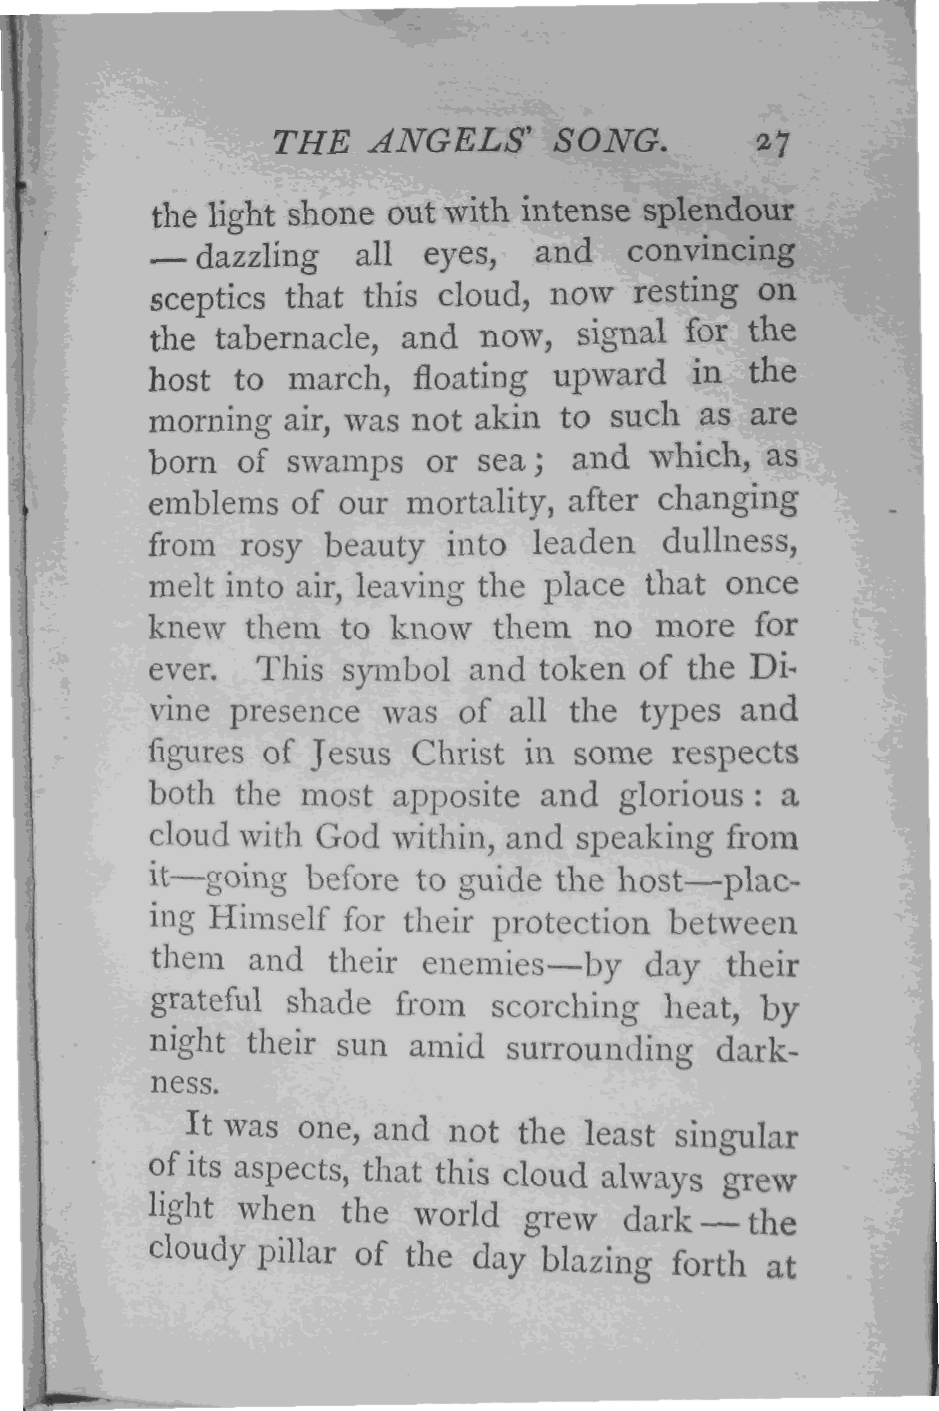 THE ANGELS' SONG. 27
the light shone out with intense splendour
— dazzling all eyes, and convincing
sceptics that this cloud, now resting on
the tabernacle, and now, signal for the
host to march, floating upward in the
morning air, was not akin to such as are
born of swamps or sea; and which, as
emblems of our mortality, after changing
from rosy beauty into leaden dullness,
melt into air, leaving the place that once
knew them to know them no more for
ever. This symbol and token of the Di-
vine presence was of all the types and
figures of Jesus Christ in some respects
both the most apposite and glorious: a
cloud with God within, and speaking from
it—going before to guide the host—plac-
ing Himself for their protection between
them and their enemies—by day their
grateful shade from scorching heat, by
night their sun amid surrounding dark-
ness.
It was one, and not the least singular
of its aspects, that this cloud always grew
light when the world grew dark — the
cloudy pillar of the day blazing forth at